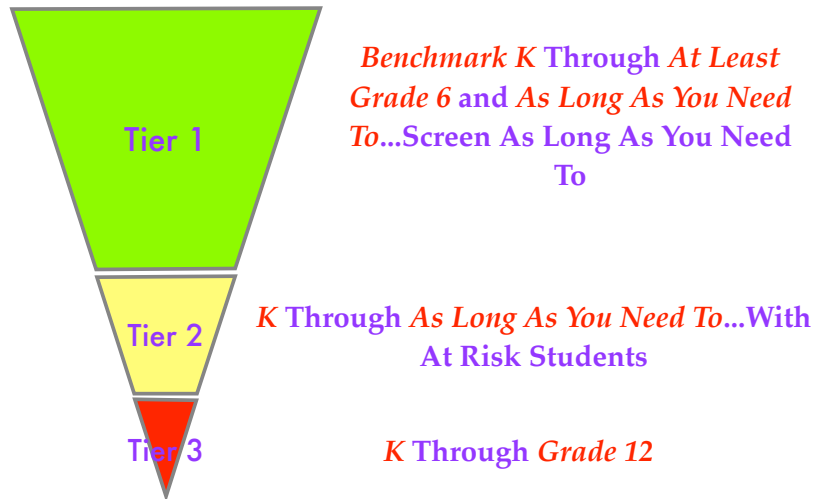 Tier 1
Benchmark K Through At Least
Grade 6 and As Long As You Need
To...Screen As Long As You Need
To
Tier 2
K Through As Long As You Need To...With
At Risk Students
Tier 3
K Through Grade 12